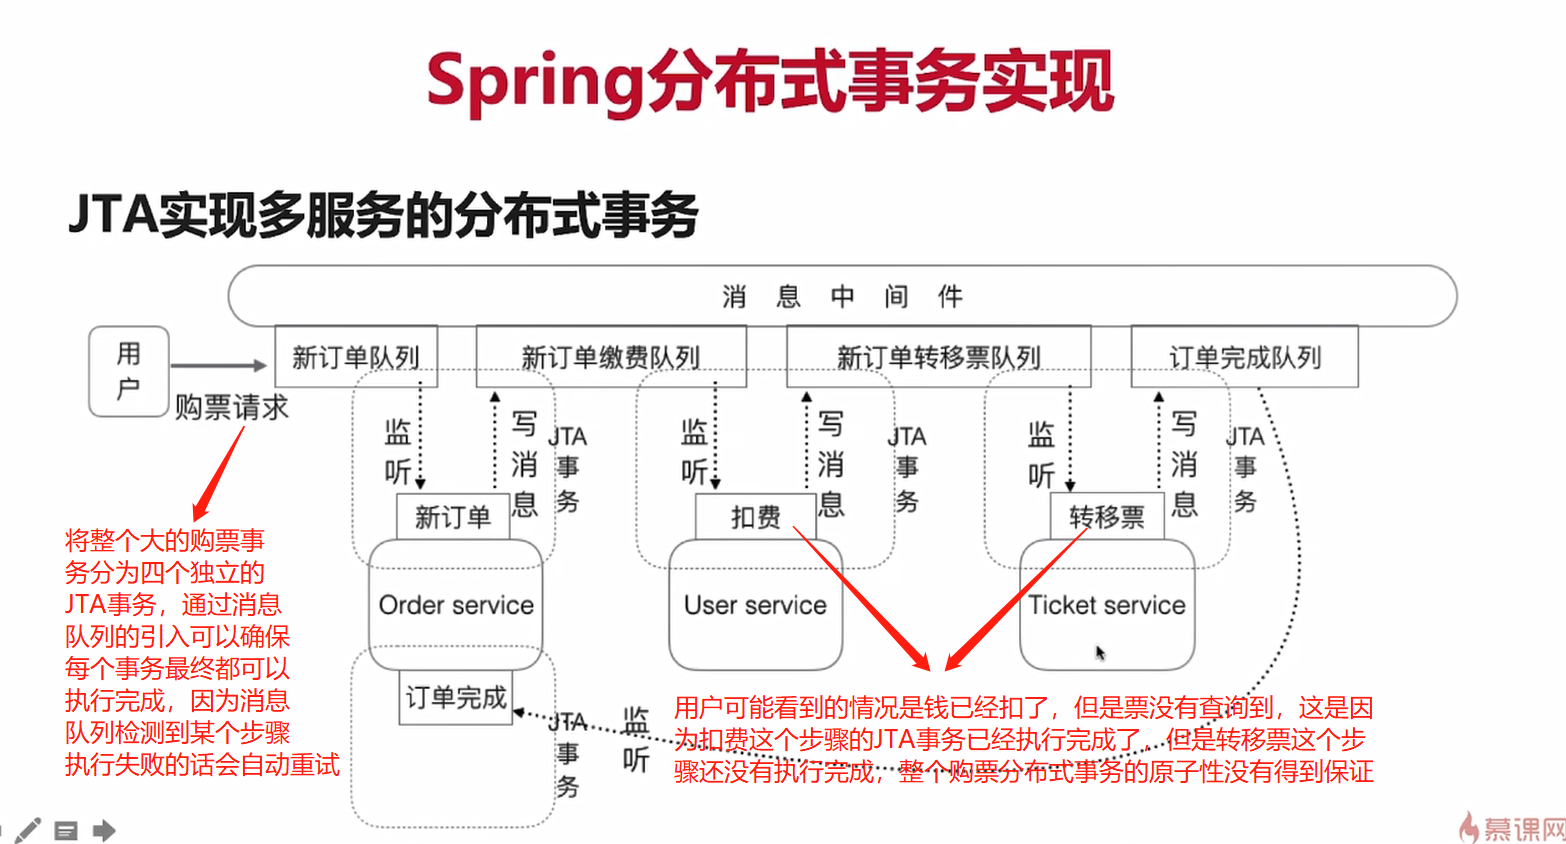 Spring分布式事务实现
JTA实现多服务的分布式事务
消息中间件
用户
购票请求
新订单队列
新订单缴费队列
新订单转移票队列
订单完成队列
监听
写消息
JTA事务
监听
写消息
JTA事务
监听
写消息
JTA事务
新订单
扣费
转移票
Order service
User service
Ticket service
订单完成
JTA事务
监听
将整个大的购票事
务分为四个独立的
JTA事务，通过消息
队列的引入可以确保
每个事务最终都可以
执行完成，因为消息
队列检测到某个步骤
执行失败的话会自动重试
用户可能看到的情况是钱已经扣了，但是票没有查询到，这是因
为扣费这个步骤的JTA事务已经执行完成了，但是转移票这个步
骤还没有执行完成，整个购票分布式事务的原子性没有得到保证
慕课网